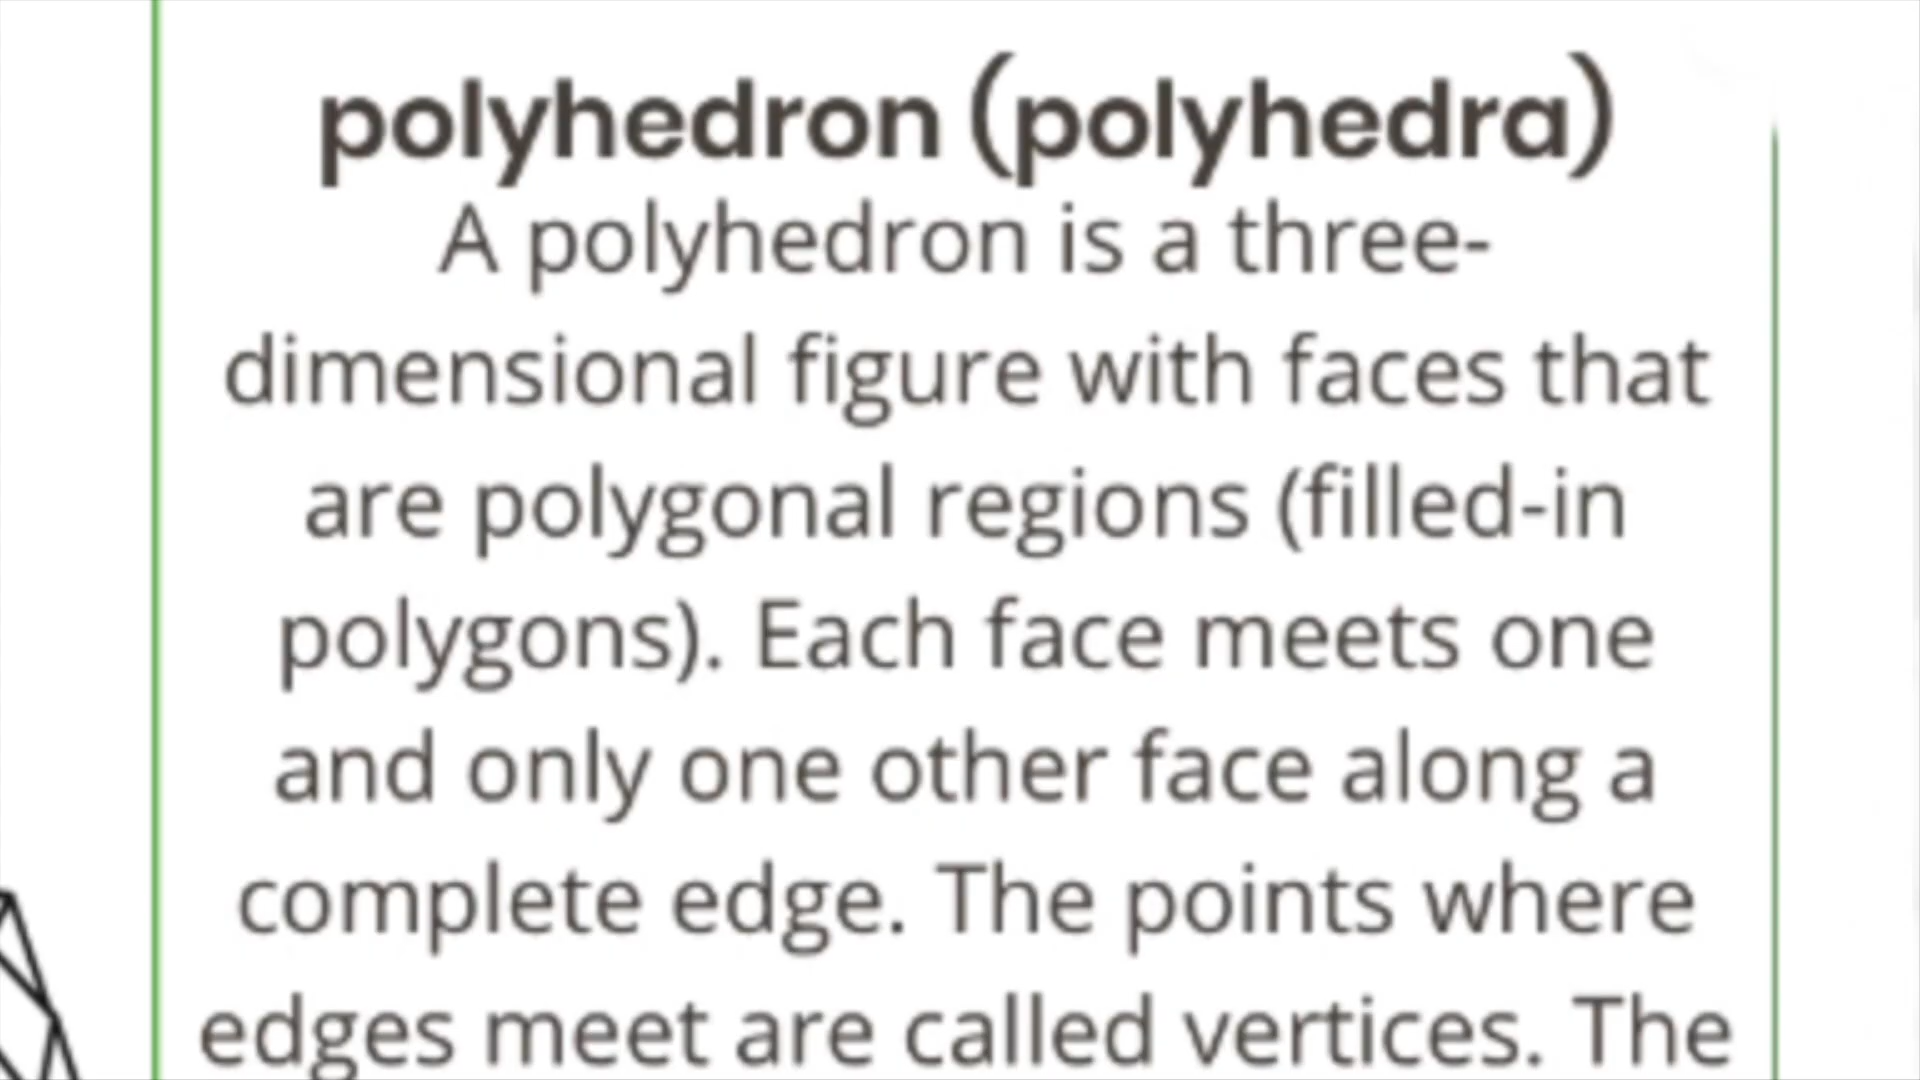 polyhedron (polyhedra)
A polyhedron is a three-
dimensional figure with faces that
are polygonal regions (filled-in
polygons). Each face meets one
and only one other face along a
complete edge. The points where
edges meet are called vertices. The